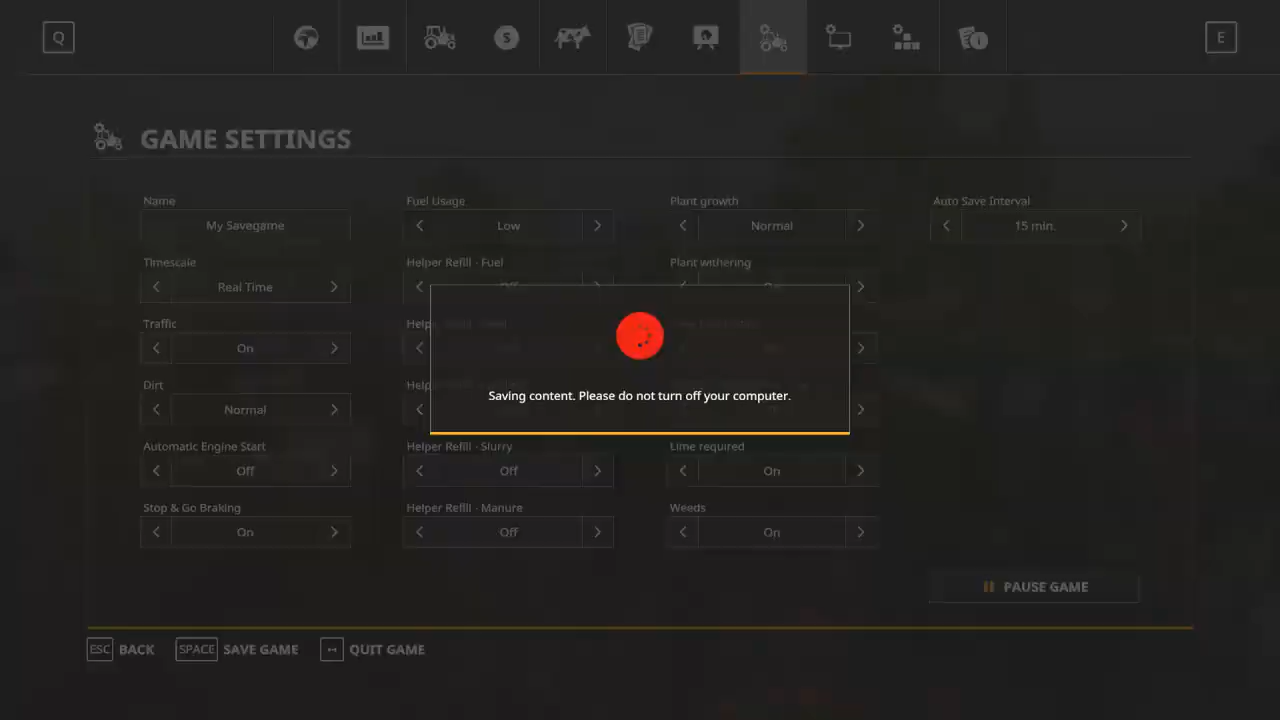 Q
E
GAME SETTINGS
Name
My Savegame
Timescale
Real Time
Traffic
On
Dirt
Normal
Automatic Engine Start
Off
Stop & Go Braking
On
Fuel Usage
Low
Helper Refill - Fuel
Off
Helper Refill - Slurry
Off
Helper Refill - Manure
Off
Plant growth
Normal
Plant withering
Lime required
On
Weeds
On
Auto Save Interval
15 min.
Saving content. Please do not turn off your computer.
PAUSE GAME
ESC BACK
SPACE SAVE GAME
QUIT GAME